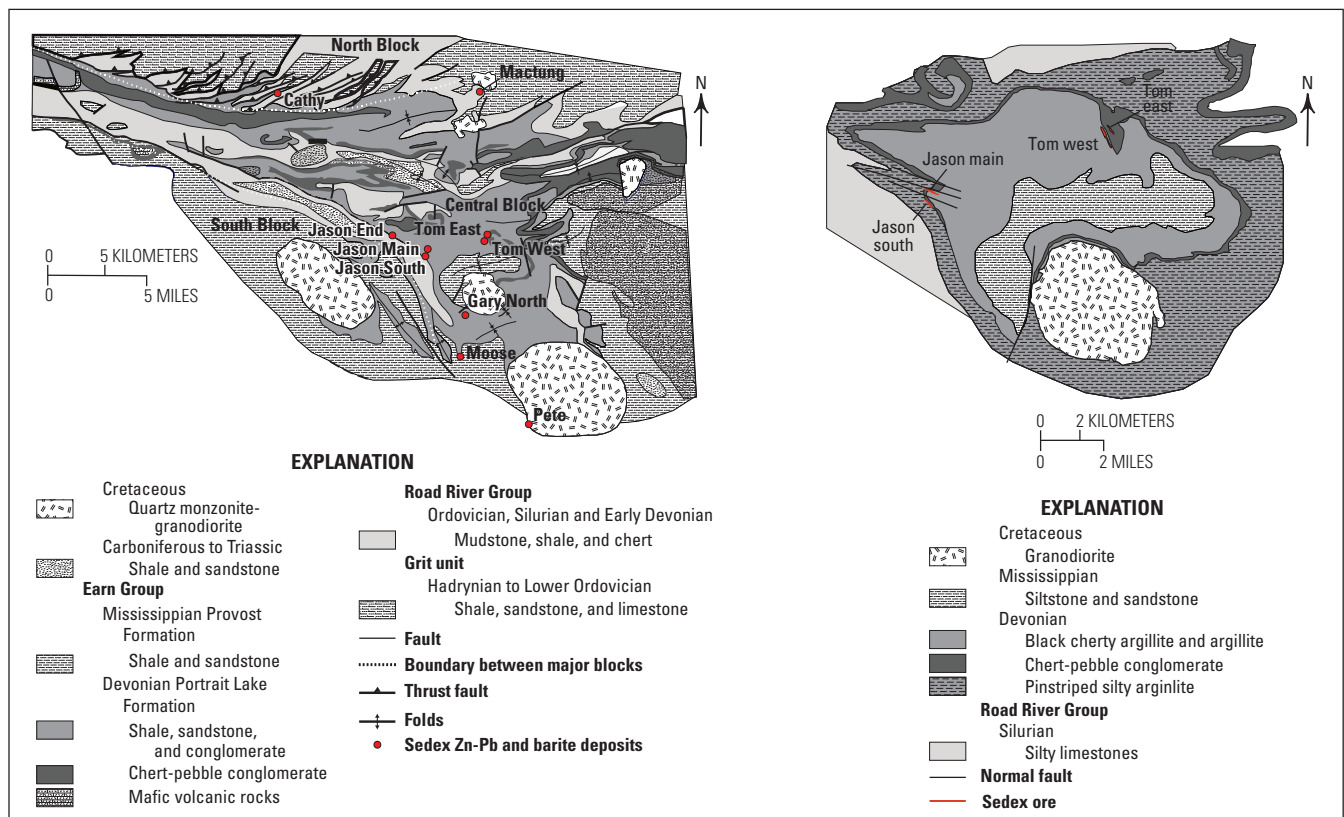 North Block
Mactung
N
Cathy
Central Block
South Block
Jason End
Tom East
Jason Main
Tom West
Jason South
0 5 KILOMETERS
0 5 MILES
Gary North
Moose
Pete
EXPLANATION
Cretaceous
Quartz monzonite-
granodiorite
Carboniferous to Triassic
Shale and sandstone
Earn Group
Mississippian Provost
Formation
Shale and sandstone
Devonian Portrait Lake
Formation
Shale, sandstone,
and conglomerate
Chert-pebble conglomerate
Mafic volcanic rocks
Road River Group
Ordovician, Silurian and Early Devonian
Mudstone, shale, and chert
Grit unit
Hadrynian to Lower Ordovician
Shale, sandstone, and limestone
Fault
Boundary between major blocks
Thrust fault
Folds
Sedex Zn-Pb and barite deposits
N
Tom
east
Tom west
Jason main
Jason
south
0 2 KILOMETERS
0 2 MILES
EXPLANATION
Cretaceous
Granodiorite
Mississippian
Siltstone and sandstone
Devonian
Black cherty argillite and argillite
Chert-pebble conglomerate
Pinstriped silty arginlite
Road River Group
Silurian
Silty limestones
Normal fault
Sedex ore